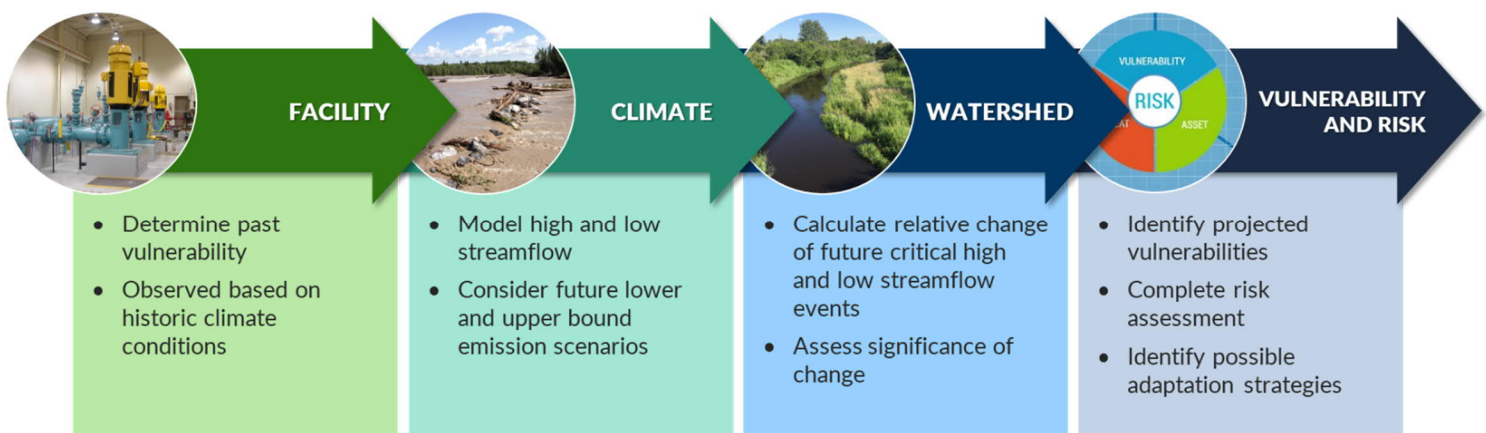 FACILITY
• Determine past
vulnerability
• Observed based on
historic climate
conditions
CLIMATE
• Model high and low
streamflow
• Consider future lower
and upper bound
emission scenarios
WATERSHED
• Calculate relative change
of future critical high
and low streamflow
events
• Assess significance of
change
VULNERABILITY
RISK
ASSET
VULNERABILITY
AND RISK
• Identify projected
vulnerabilities
• Complete risk
assessment
• Identify possible
adaptation strategies